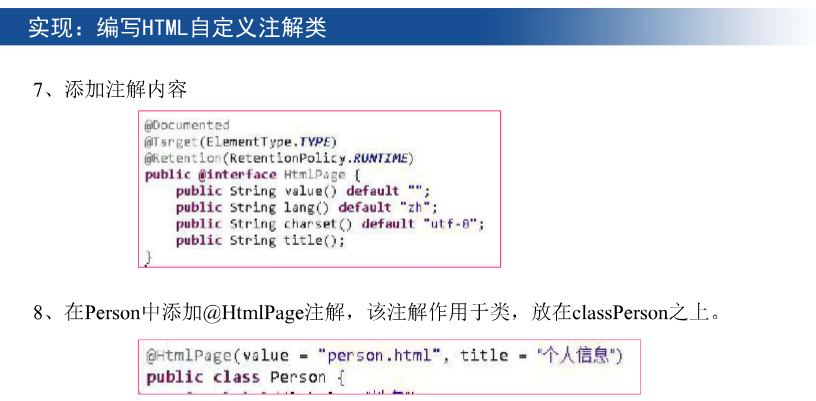 实现：编写HTML自定义注解类
7、添加注解内容
@Documented
@Target(ElementType.TYPE)
@Retention(RetentionPolicy.RUNTIME)
public @interface HtmlPage {
public String value() default "";
public String lang() default "zh";
public String charset() default "utf-8";
public String title();
}
8、在Person中添加@HtmlPage注解，该注解作用于类，放在classPerson之上。
@HtmlPage(value = "person.html", title = "个人信息")
public class Person {